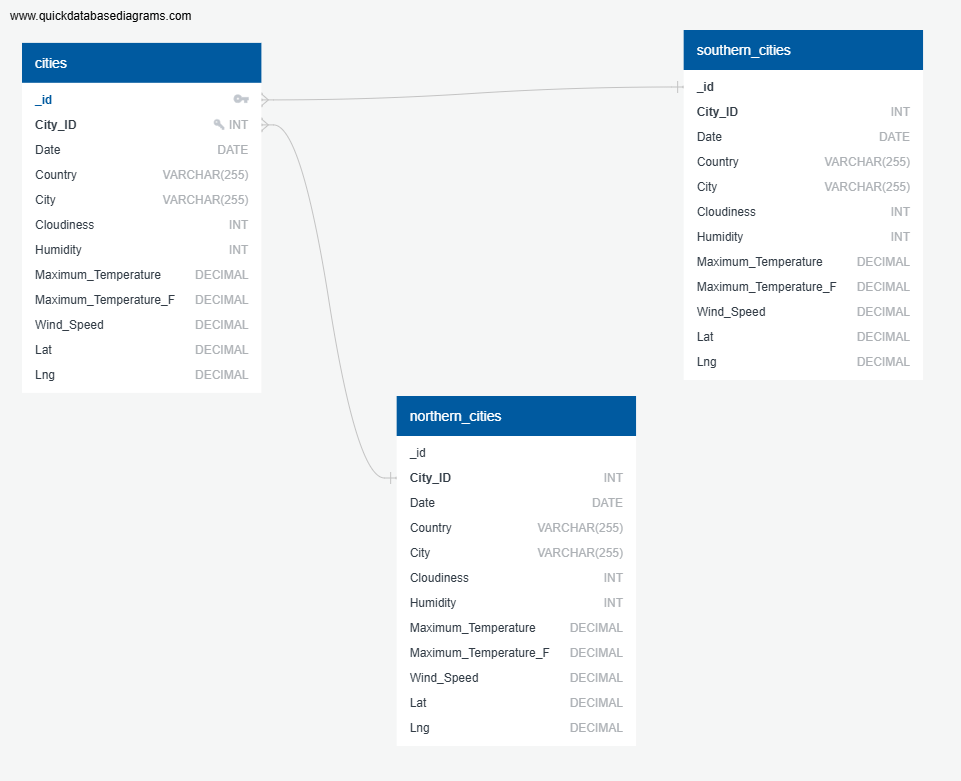 www.quickdatabasediagrams.com
cities
_id
City_ID INT
Date DATE
Country VARCHAR(255)
City VARCHAR(255)
Cloudiness INT
Humidity INT
Maximum_Temperature DECIMAL
Maximum_Temperature_F DECIMAL
Wind_Speed DECIMAL
Lat DECIMAL
Lng DECIMAL
southern_cities
_id
City_ID INT
Date DATE
Country VARCHAR(255)
City VARCHAR(255)
Cloudiness INT
Humidity INT
Maximum_Temperature DECIMAL
Maximum_Temperature_F DECIMAL
Wind_Speed DECIMAL
Lat DECIMAL
Lng DECIMAL
northern_cities
_id
City_ID INT
Date DATE
Country VARCHAR(255)
City VARCHAR(255)
Cloudiness INT
Humidity INT
Maximum_Temperature DECIMAL
Maximum_Temperature_F DECIMAL
Wind_Speed DECIMAL
Lat DECIMAL
Lng DECIMAL